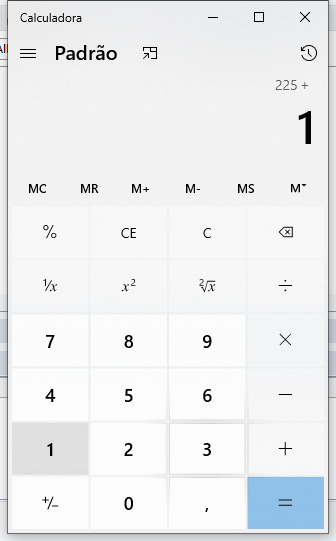 Calculadora
Padrão
225 +
1
MC MR M+ M- MS M˅
% CE C
¹/x x² ²√x ÷
7 8 9 ×
4 5 6 −
1 2 3 +
+/− 0 , =